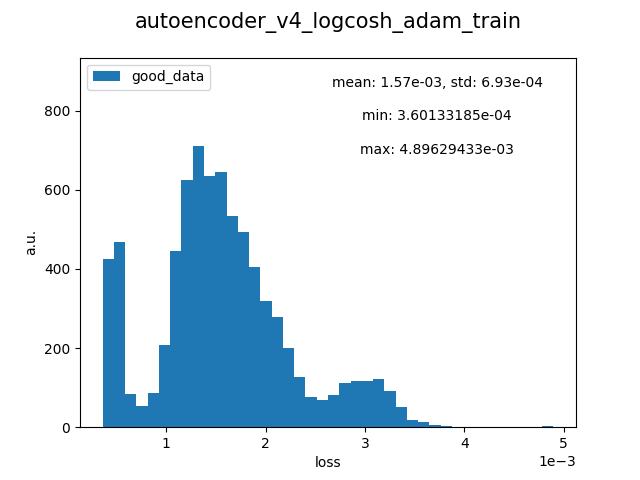 autoencoder_v4_logcosh_adam_train
good_data
mean: 1.57e-03, std: 6.93e-04
min: 3.60133185e-04
max: 4.89629433e-03
a.u.
800
600
400
200
0
1
2
3
4
5
1e−3
loss